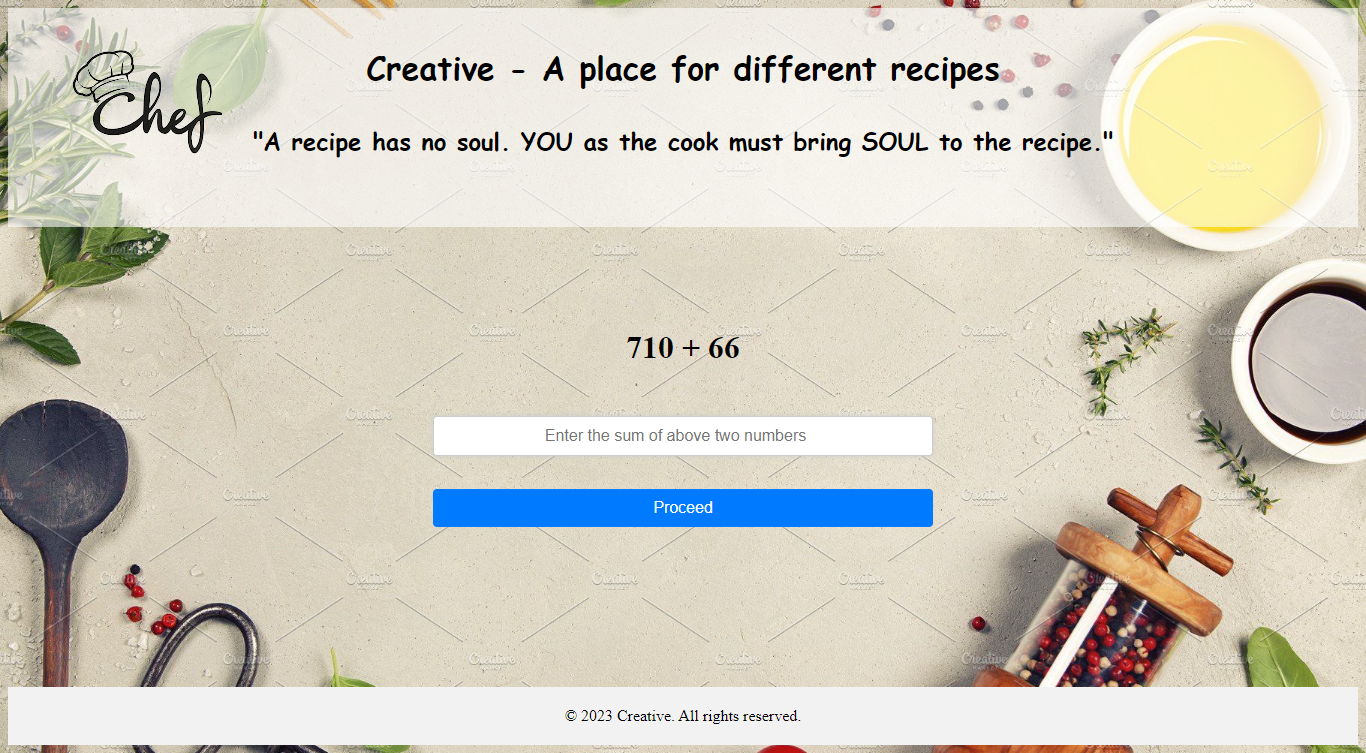 Chef
Creative - A place for different recipes
"A recipe has no soul. YOU as the cook must bring SOUL to the recipe."
710 + 66
Enter the sum of above two numbers
Proceed
© 2023 Creative. All rights reserved.